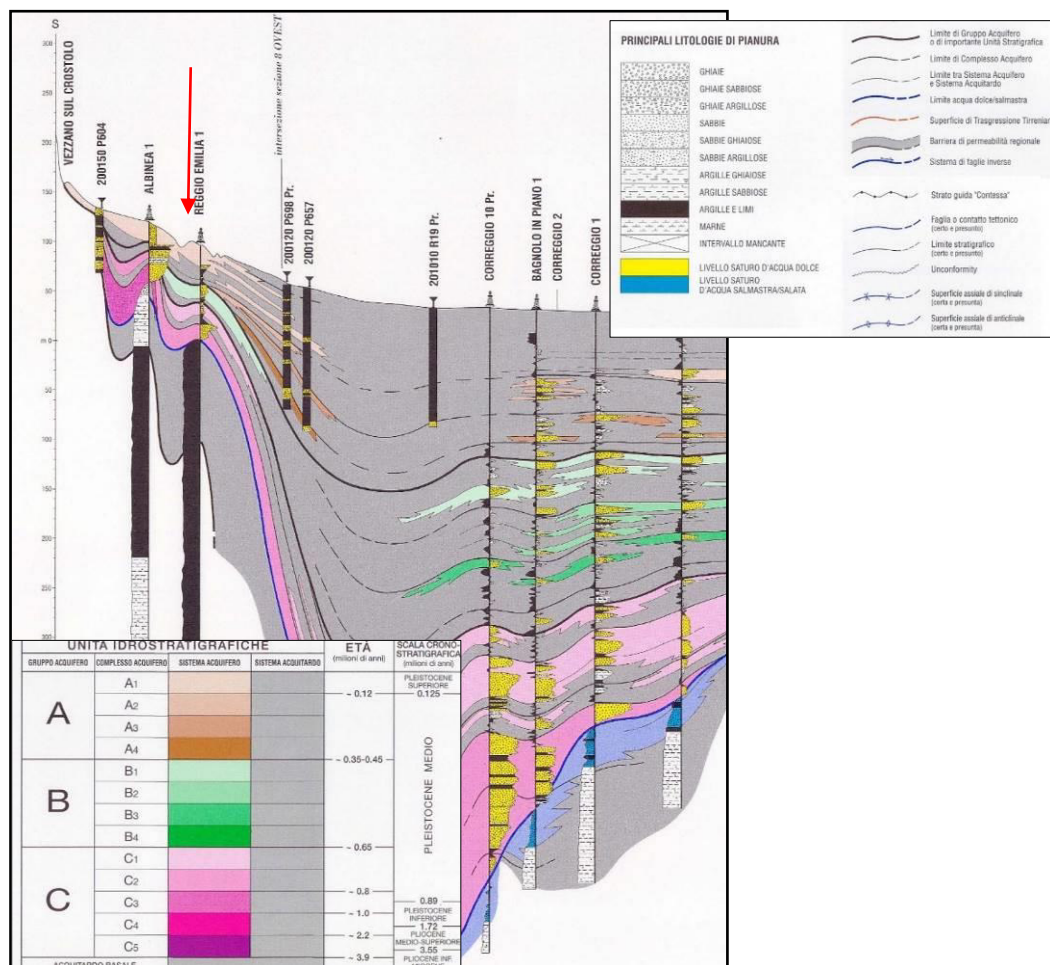 S
300
250
200
150
100
50
m 0
50
100
150
200
250
300
VEZZANO SUL CROSTOLO
200150 P604
ALBINEA 1
REGGIO EMILIA 1
intersezione sezione 8 OVEST
200120 P698 Pr.
200120 P657
201010 R19 Pr.
CORREGGIO 10 Pr.
BAGNOLO IN PIANO 1
CORREGGIO 2
CORREGGIO 1
PRINCIPALI LITOLOGIE DI PIANURA
GHIAIE
GHIAIE SABBIOSE
GHIAIE ARGILLOSE
SABBIE
SABBIE GHIAIOSE
SABBIE ARGILLOSE
ARGILLE GHIAIOSE
ARGILLE SABBIOSE
ARGILLE E LIMI
MARNE
INTERVALLO MANCANTE
LIVELLO SATURO D'ACQUA DOLCE
LIVELLO SATURO
D'ACQUA SALMASTRA/SALATA
Limite di Gruppo Acquifero
o di importante Unità Stratigrafica
Limite di Complesso Acquifero
Limite tra Sistema Acquifero
e Sistema Acquitardo
Limite acqua dolce/salmastra
Superficie di Trasgressione Tirreniana
Barriera di permeabilità regionale
Sistema di faglie inverse
Strato guida "Contessa"
Faglia o contatto tettonico
(certo e presunto)
Limite stratigrafico
(certo e presunto)
Unconformity
Superficie assiale di sinclinale
(certa e presunta)
Superficie assiale di anticlinale
(certa e presunta)
UNITA IDROSTRATIGRAFICHE
GRUPPO ACQUIFERO
COMPLESSO ACQUIFERO
SISTEMA ACQUIFERO
SISTEMA ACQUITARDO
ETÀ
(milioni di anni)
SCALA CRONO-
STRATIGRAFICA
(milioni di anni)
A
A1
A2
A3
A4
B
B1
B2
B3
B4
C
C1
C2
C3
C4
C5
ACQUITARDO BASALE
~ 0.12
~ 0.35-0.45
~ 0.65
~ 0.8
~ 1.0
~ 2.2
~ 3.9
PLEISTOCENE
SUPERIORE
0.125
PLEISTOCENE MEDIO
0.89
PLEISTOCENE
INFERIORE
1.72
PLIOCENE
MEDIO-SUPERIORE
3.55
PLIOCENE INF.